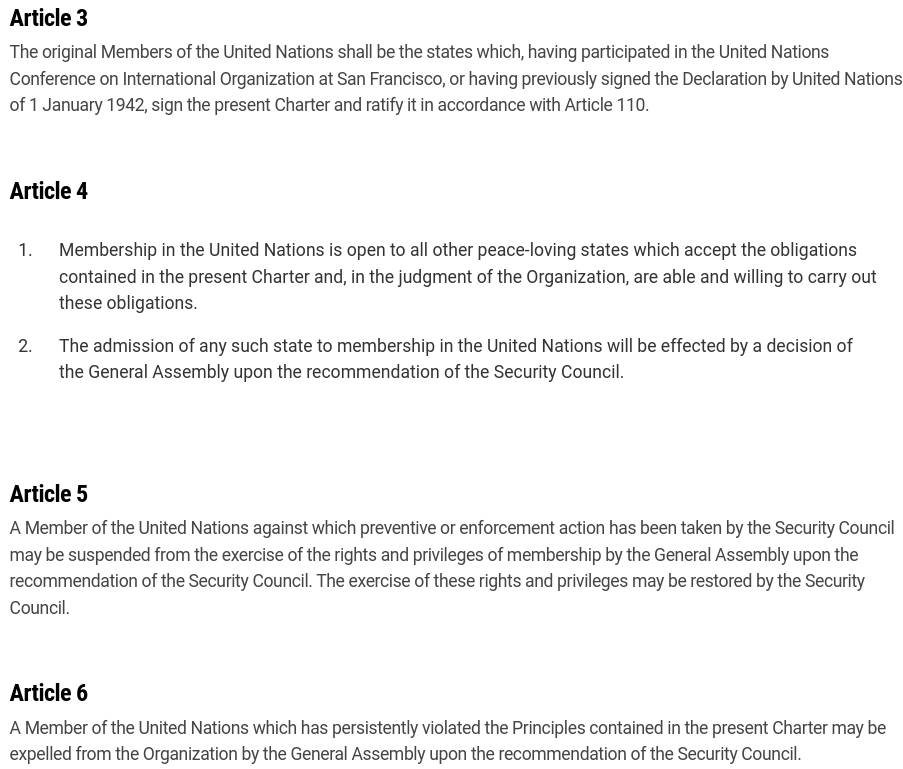 Article 3
The original Members of the United Nations shall be the states which, having participated in the United Nations
Conference on International Organization at San Francisco, or having previously signed the Declaration by United Nations
of 1 January 1942, sign the present Charter and ratify it in accordance with Article 110.
Article 4
1. Membership in the United Nations is open to all other peace-loving states which accept the obligations
contained in the present Charter and, in the judgment of the Organization, are able and willing to carry out
these obligations.
2. The admission of any such state to membership in the United Nations will be effected by a decision of
the General Assembly upon the recommendation of the Security Council.
Article 5
A Member of the United Nations against which preventive or enforcement action has been taken by the Security Council
may be suspended from the exercise of the rights and privileges of membership by the General Assembly upon the
recommendation of the Security Council. The exercise of these rights and privileges may be restored by the Security
Council.
Article 6
A Member of the United Nations which has persistently violated the Principles contained in the present Charter may be
expelled from the Organization by the General Assembly upon the recommendation of the Security Council.